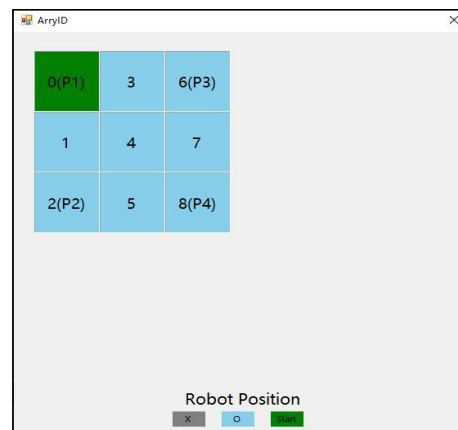 ArryID
0(P1) 3 6(P3)
1 4 7
2(P2) 5 8(P4)
Robot Position
X O Start